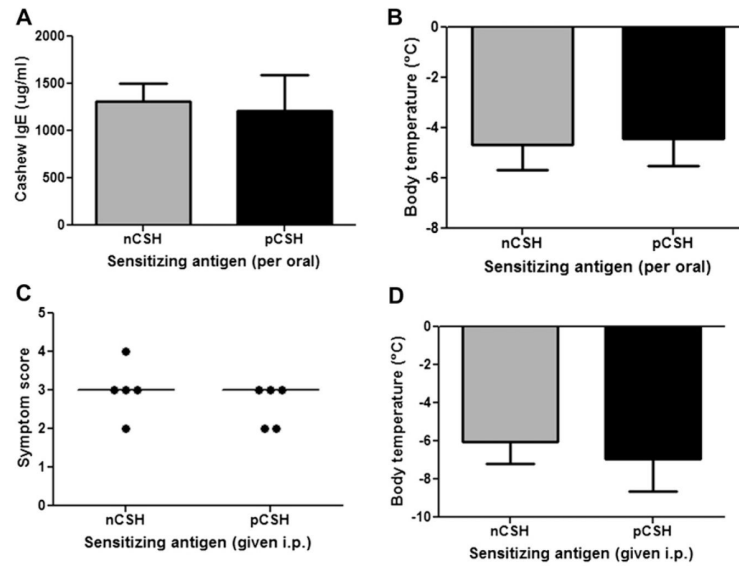 A
Cashew IgE (ug/ml)
2000
1500
1000
500
0
nCSH pCSH
Sensitizing antigen (per oral)
B
Body temperature (°C)
0
-2
-4
-6
-8
nCSH pCSH
Sensitizing antigen (per oral)
C
Symptom score
5
4
3
2
1
0
nCSH pCSH
Sensitizing antigen (given i.p.)
D
Body temperature (°C)
0
-2
-4
-6
-8
-10
nCSH pCSH
Sensitizing antigen (given i.p.)